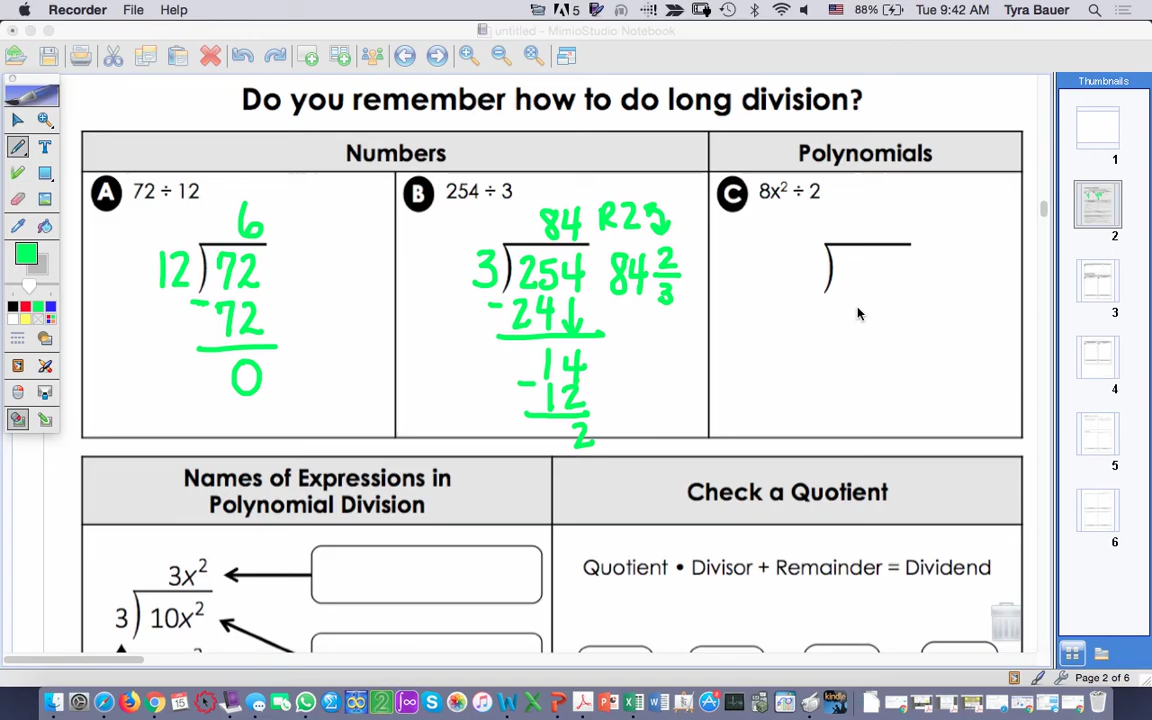 Recorder File Help 5 88% Tue 9:42 AM Tyra Bauer
untitled - MimioStudio Notebook
Do you remember how to do long division?
Numbers
Polynomials
A 72 ÷ 12
6
12)72
-72
0
B 254 ÷ 3
84 R2
3)254 84 2/3
-24
14
-12
2
C 8x² ÷ 2
Names of Expressions in
Polynomial Division
3x²
3)10x²
Check a Quotient
Quotient • Divisor + Remainder = Dividend
Thumbnails
1
2
3
4
5
6
Page 2 of 6